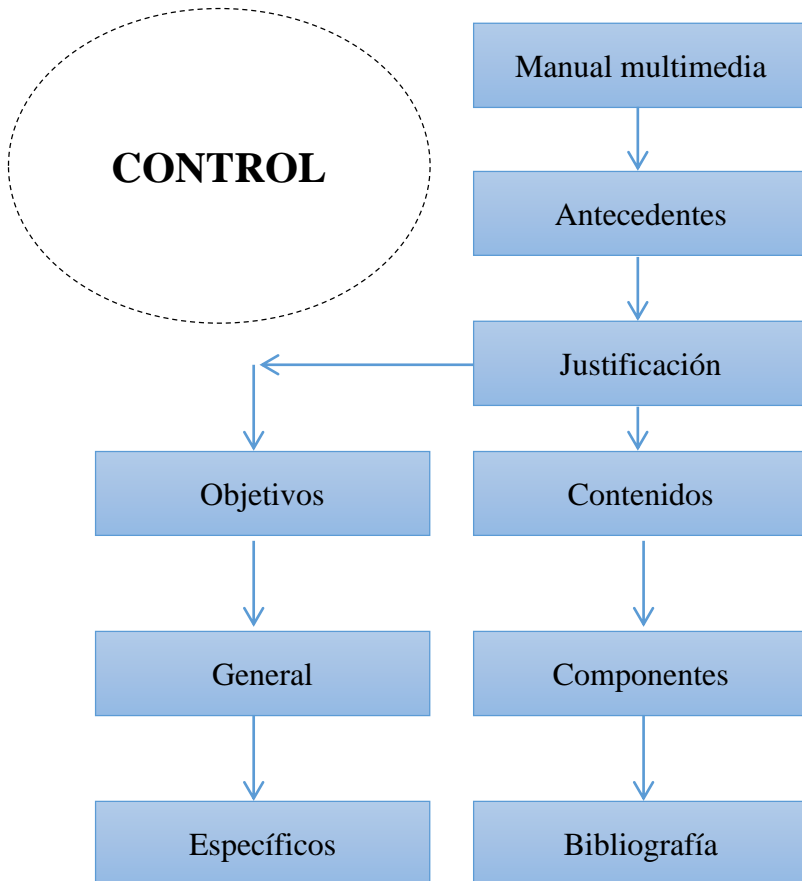 Manual multimedia
CONTROL
Antecedentes
Justificación
Objetivos
Contenidos
General
Componentes
Específicos
Bibliografía